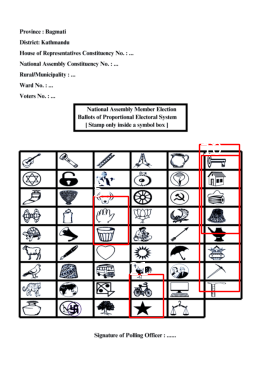 Province : Bagmati
District: Kathmandu
House of Representatives Constituency No. : ...
National Assembly Constituency No. : ...
Rural/Municipality : ...
Ward No. : ...
Voters No. : ...
National Assembly Member Election
Ballots of Proportional Electoral System
[ Stamp only inside a symbol box ]
Signature of Polling Officer : ......